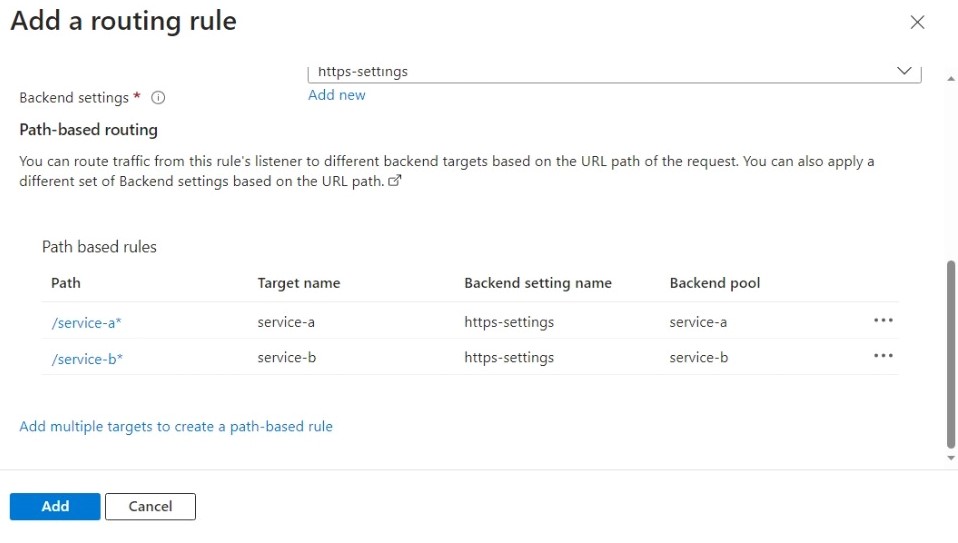 Add a routing rule
https-settings
Backend settings *
Add new
Path-based routing
You can route traffic from this rule's listener to different backend targets based on the URL path of the request. You can also apply a
different set of Backend settings based on the URL path.
Path based rules
Path Target name Backend setting name Backend pool
/service-a* service-a https-settings service-a
/service-b* service-b https-settings service-b
Add multiple targets to create a path-based rule
Add Cancel